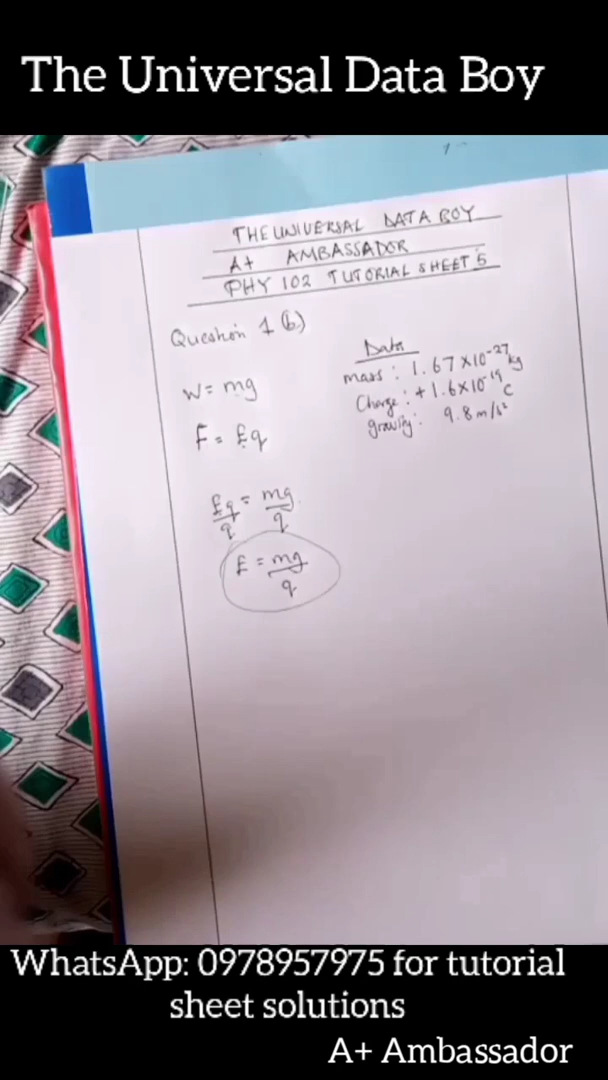 The Universal Data Boy
THE UNIVERSAL DATA BOY
A+ AMBASSADOR
PHY 102 TUTORIAL SHEET 5
Question 1 (b)
Data
mass : 1.67 × 10⁻²⁷ kg
Charge : + 1.6 × 10⁻¹⁹ C
gravity : 9.8 m/s²
W = mg
F = Eq
Eq/q = mg/q
E = mg/q
WhatsApp: 0978957975 for tutorial
sheet solutions
A+ Ambassador